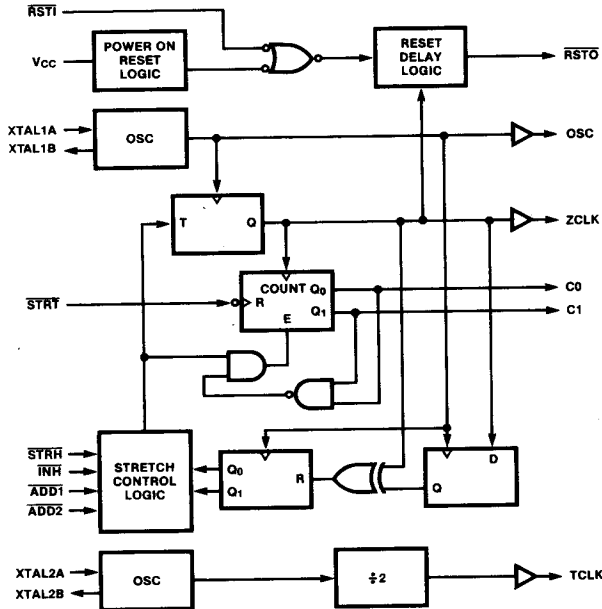 RSTI
VCC
POWER ON
RESET
LOGIC
RESET
DELAY
LOGIC
RSTO
XTAL1A
XTAL1B
OSC
OSC
T
Q
ZCLK
STRT
R
COUNT
E
Q0
Q1
C0
C1
STRH
INH
ADD1
ADD2
STRETCH
CONTROL
LOGIC
Q0
Q1
R
Q
D
XTAL2A
XTAL2B
OSC
÷2
TCLK